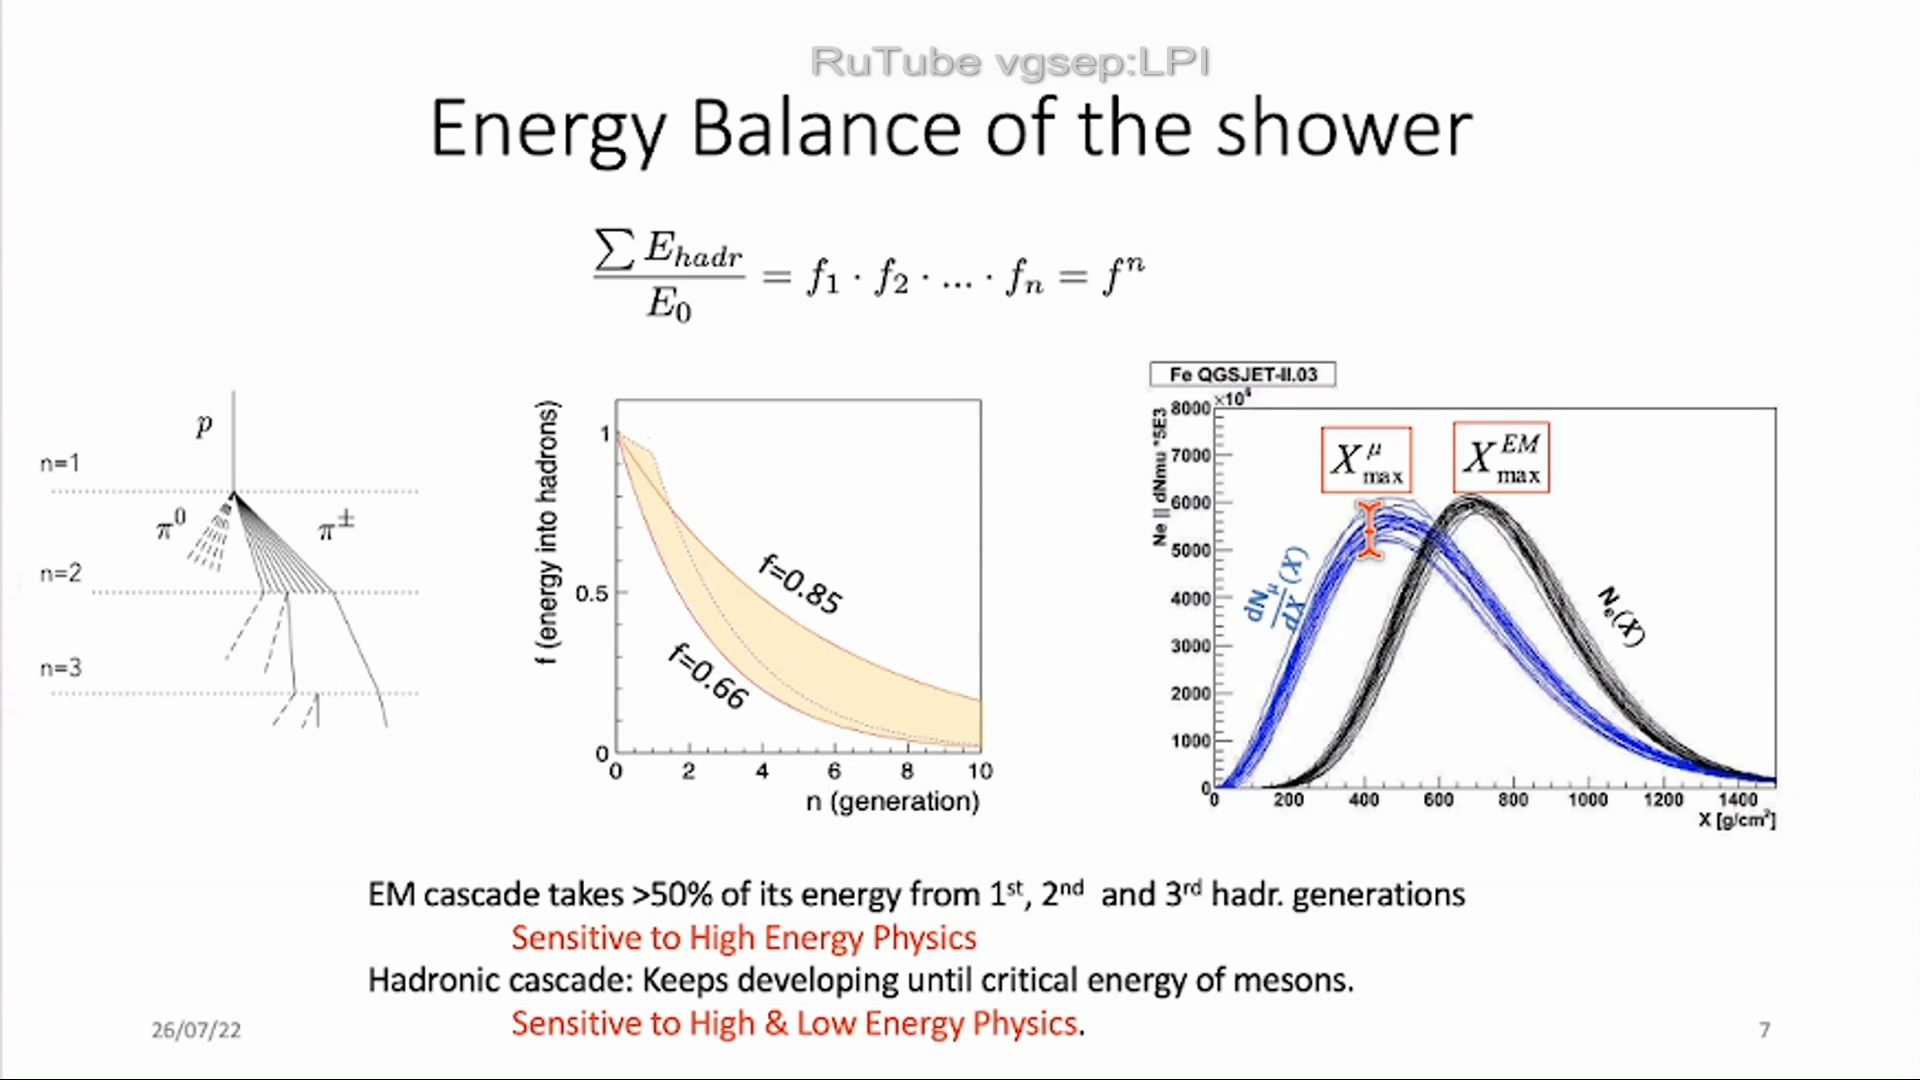 RuTube vgsep:LPI
Energy Balance of the shower
∑ E_hadr / E_0 = f_1 · f_2 · ... · f_n = f^n
p
n=1
π^0
π^±
n=2
n=3
f (energy into hadrons)
1
0.5
0
f=0.85
f=0.66
0 2 4 6 8 10
n (generation)
Fe QGSJET-II.03
×10^6
Ne || dNmu *5E3
8000
7000
6000
5000
4000
3000
2000
1000
0
X^μ_max
X^EM_max
dN_μ/dX (X)
N_e(X)
0 200 400 600 800 1000 1200 1400
X [g/cm²]
EM cascade takes >50% of its energy from 1st, 2nd and 3rd hadr. generations
Sensitive to High Energy Physics
Hadronic cascade: Keeps developing until critical energy of mesons.
Sensitive to High & Low Energy Physics.
26/07/22
7